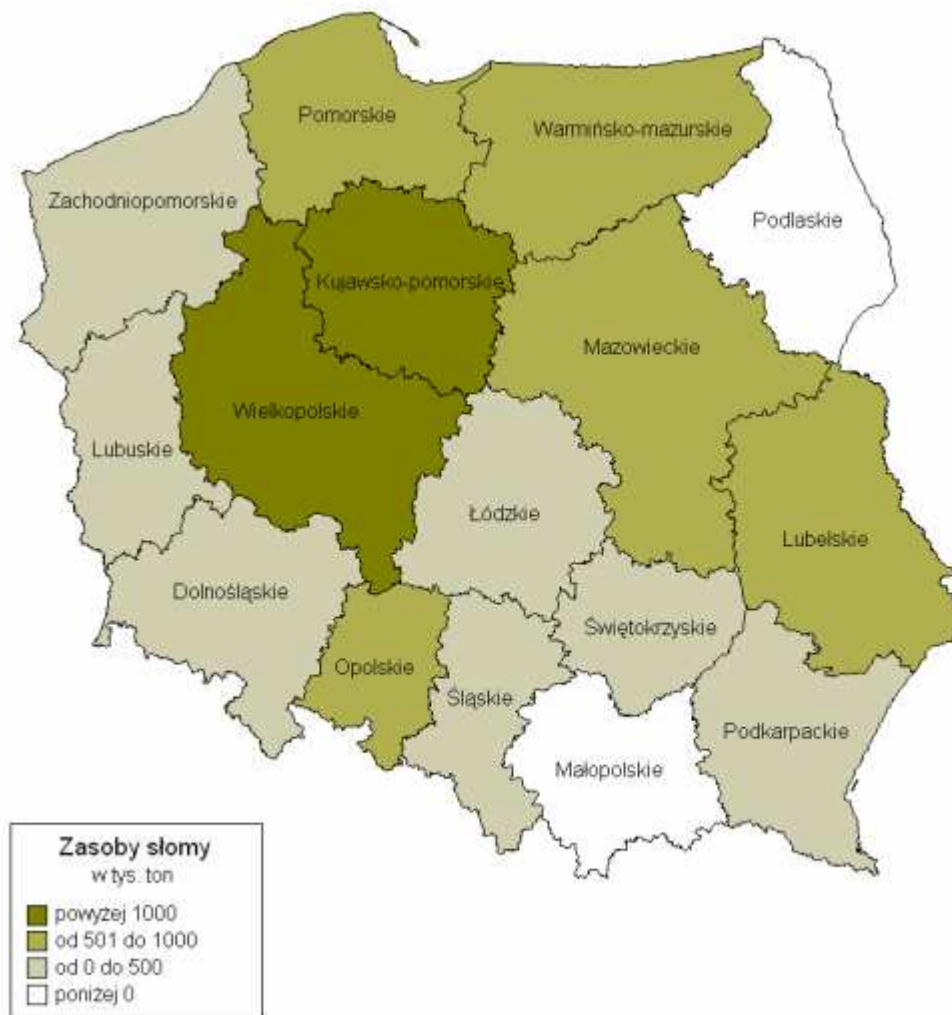 Pomorskie
Warmińsko-mazurskie
Zachodniopomorskie
Podlaskie
Kujawsko-pomorskie
Mazowieckie
Wielkopolskie
Lubuskie
Łódzkie
Lubelskie
Dolnośląskie
Świętokrzyskie
Opolskie
Śląskie
Podkarpackie
Małopolskie
Zasoby słomy
w tys. ton
powyżej 1000
od 501 do 1000
od 0 do 500
poniżej 0